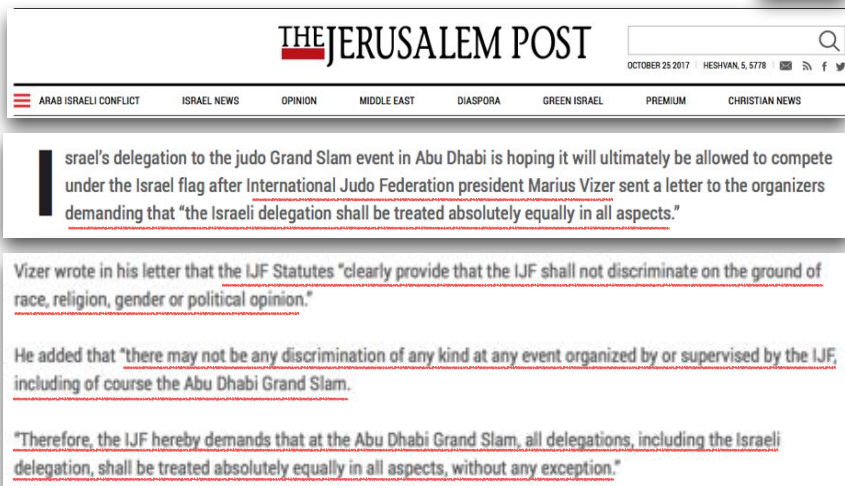 THE JERUSALEM POST
OCTOBER 25 2017 HESHVAN, 5, 5778
ARAB ISRAELI CONFLICT ISRAEL NEWS OPINION MIDDLE EAST DIASPORA GREEN ISRAEL PREMIUM CHRISTIAN NEWS
Israel's delegation to the judo Grand Slam event in Abu Dhabi is hoping it will ultimately be allowed to compete
under the Israel flag after International Judo Federation president Marius Vizer sent a letter to the organizers
demanding that “the Israeli delegation shall be treated absolutely equally in all aspects.”
Vizer wrote in his letter that the IJF Statutes “clearly provide that the IJF shall not discriminate on the ground of
race, religion, gender or political opinion.”
He added that “there may not be any discrimination of any kind at any event organized by or supervised by the IJF,
including of course the Abu Dhabi Grand Slam.
“Therefore, the IJF hereby demands that at the Abu Dhabi Grand Slam, all delegations, including the Israeli
delegation, shall be treated absolutely equally in all aspects, without any exception.”